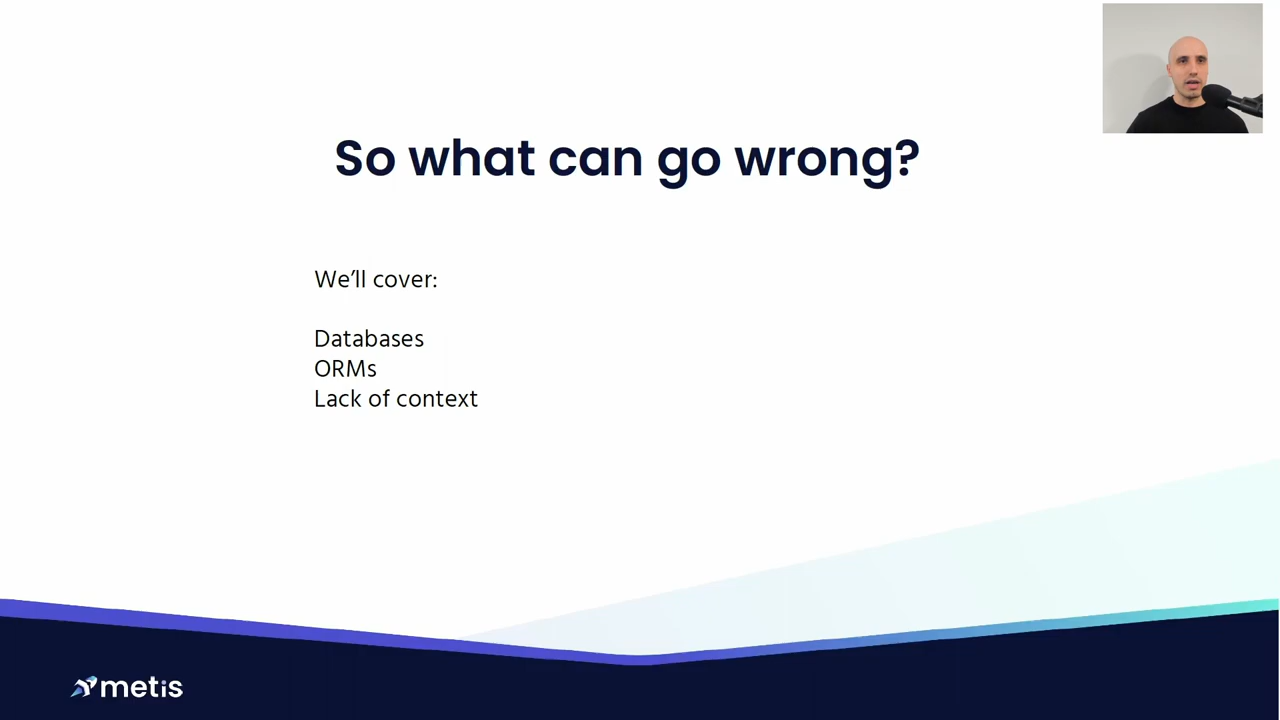 So what can go wrong?
We’ll cover:
Databases
ORMs
Lack of context
metis